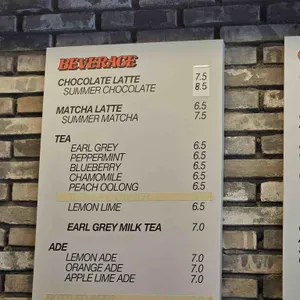 BEVERAGE
CHOCOLATE LATTE 7.5
SUMMER CHOCOLATE 8.5
MATCHA LATTE 6.5
SUMMER MATCHA 7.5
TEA
EARL GREY 6.5
PEPPERMINT 6.5
BLUEBERRY 6.5
CHAMOMILE 6.5
PEACH OOLONG 6.5
LEMON LIME 6.5
EARL GREY MILK TEA 7.0
ADE
LEMON ADE 7.0
ORANGE ADE 7.0
APPLE LIME ADE 7.0